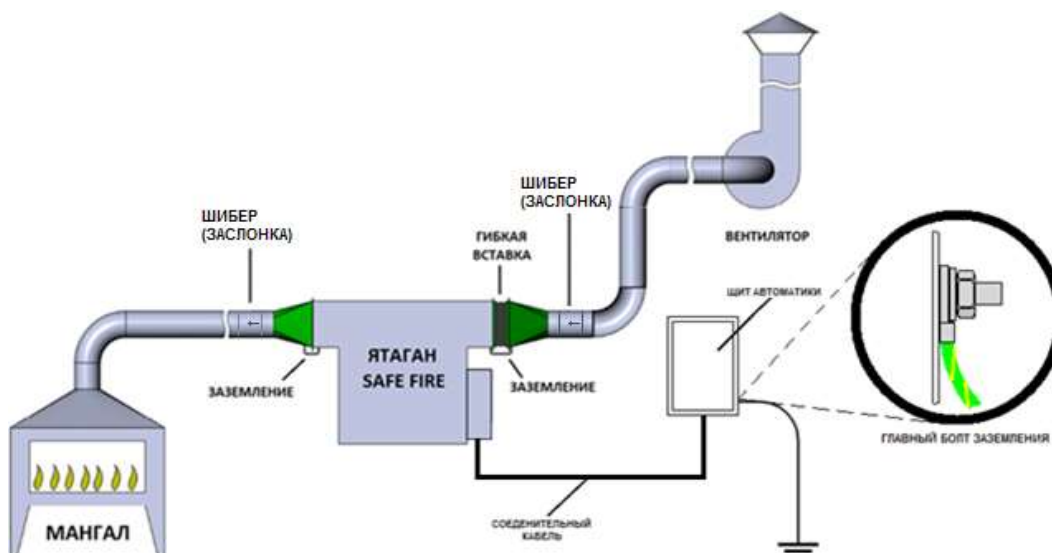 ШИБЕР
(ЗАСЛОНКА)
ШИБЕР
(ЗАСЛОНКА)
ГИБКАЯ
ВСТАВКА
ВЕНТИЛЯТОР
ЩИТ АВТОМАТИКИ
ЯТАГАН
SAFE FIRE
ЗАЗЕМЛЕНИЕ
ЗАЗЕМЛЕНИЕ
ГЛАВНЫЙ БОЛТ ЗАЗЕМЛЕНИЯ
МАНГАЛ
СОЕДЕНИТЕЛЬНЫЙ
КАБЕЛЬ